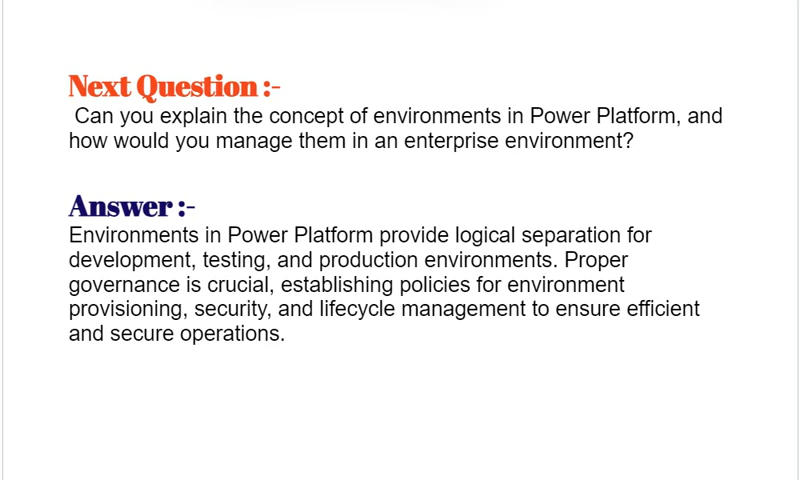 Next Question :-
Can you explain the concept of environments in Power Platform, and
how would you manage them in an enterprise environment?
Answer :-
Environments in Power Platform provide logical separation for
development, testing, and production environments. Proper
governance is crucial, establishing policies for environment
provisioning, security, and lifecycle management to ensure efficient
and secure operations.